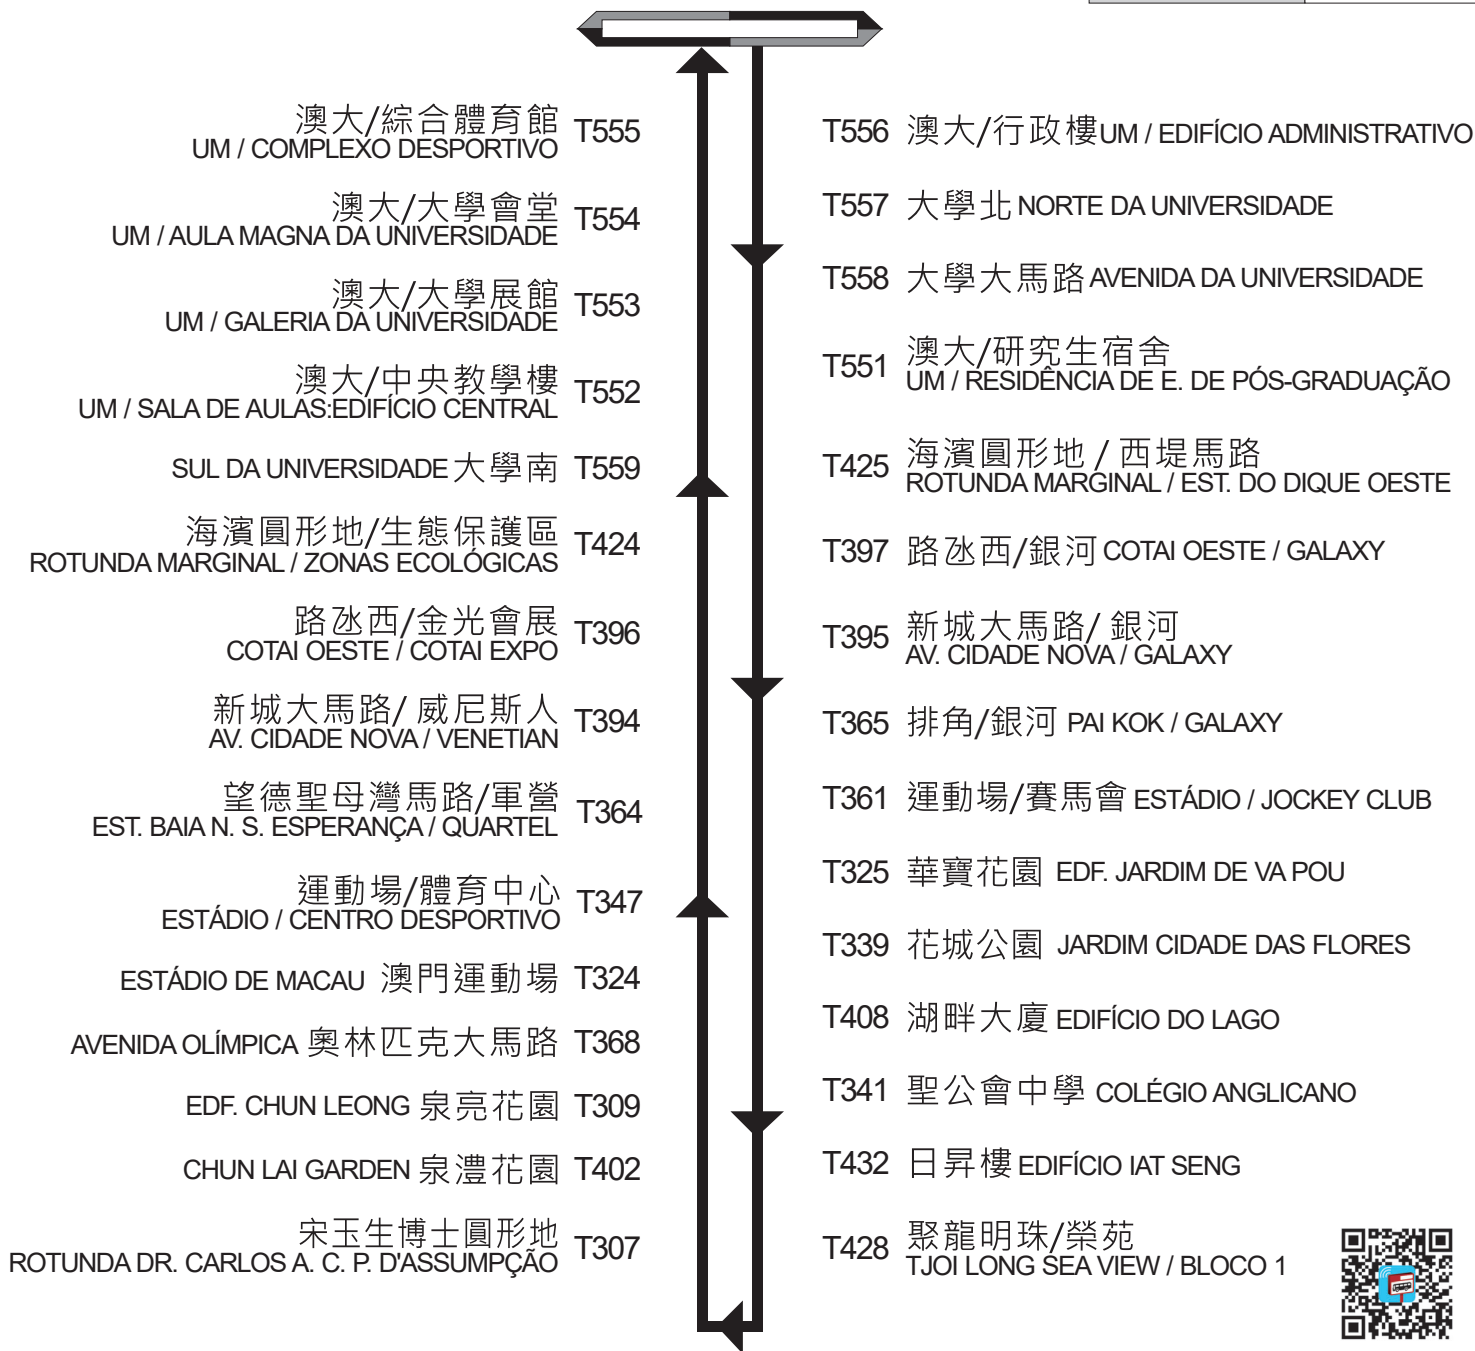 澳大/綜合體育館
UM / COMPLEXO DESPORTIVO
T555
澳大/大學會堂
UM / AULA MAGNA DA UNIVERSIDADE
T554
澳大/大學展館
UM / GALERIA DA UNIVERSIDADE
T553
澳大/中央教學樓
UM / SALA DE AULAS:EDIFÍCIO CENTRAL
T552
SUL DA UNIVERSIDADE 大學南 T559
海濱圓形地/生態保護區
ROTUNDA MARGINAL / ZONAS ECOLÓGICAS
T424
路氹西/金光會展
COTAI OESTE / COTAI EXPO
T396
新城大馬路/ 威尼斯人
AV. CIDADE NOVA / VENETIAN
T394
望德聖母灣馬路/軍營
EST. BAIA N. S. ESPERANÇA / QUARTEL
T364
運動場/體育中心
ESTÁDIO / CENTRO DESPORTIVO
T347
ESTÁDIO DE MACAU 澳門運動場 T324
AVENIDA OLÍMPICA 奧林匹克大馬路 T368
EDF. CHUN LEONG 泉亮花園 T309
CHUN LAI GARDEN 泉澧花園 T402
宋玉生博士圓形地
ROTUNDA DR. CARLOS A. C. P. D'ASSUMPÇÃO
T307
T556 澳大/行政樓 UM / EDIFÍCIO ADMINISTRATIVO
T557 大學北 NORTE DA UNIVERSIDADE
T558 大學大馬路 AVENIDA DA UNIVERSIDADE
T551
澳大/研究生宿舍
UM / RESIDÊNCIA DE E. DE PÓS-GRADUAÇÃO
T425
海濱圓形地 / 西堤馬路
ROTUNDA MARGINAL / EST. DO DIQUE OESTE
T397 路氹西/銀河 COTAI OESTE / GALAXY
T395
新城大馬路/ 銀河
AV. CIDADE NOVA / GALAXY
T365 排角/銀河 PAI KOK / GALAXY
T361 運動場/賽馬會 ESTÁDIO / JOCKEY CLUB
T325 華寶花園 EDF. JARDIM DE VA POU
T339 花城公園 JARDIM CIDADE DAS FLORES
T408 湖畔大廈 EDIFÍCIO DO LAGO
T341 聖公會中學 COLÉGIO ANGLICANO
T432 日昇樓 EDIFÍCIO IAT SENG
T428
聚龍明珠/榮苑
TJOI LONG SEA VIEW / BLOCO 1